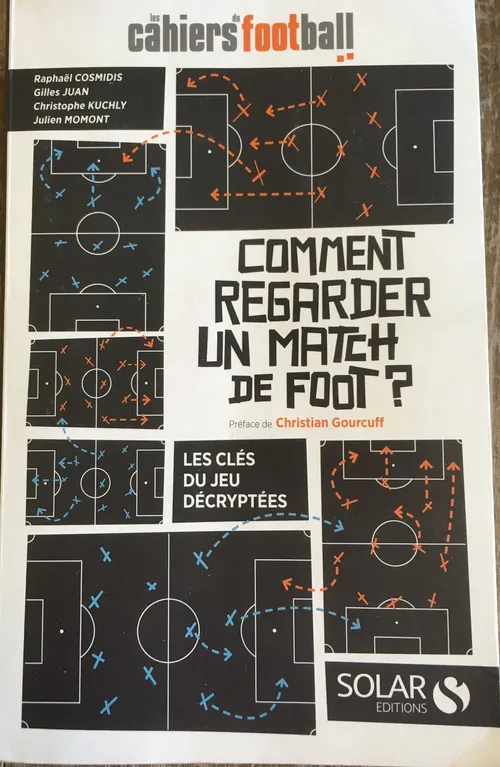 les cahiers du football
Raphaël COSMIDIS
Gilles JUAN
Christophe KUCHLY
Julien MOMONT
COMMENT
REGARDER
UN MATCH
DE FOOT ?
Préface de Christian Gourcuff
LES CLÉS
DU JEU
DÉCRYPTÉES
SOLAR
EDITIONS